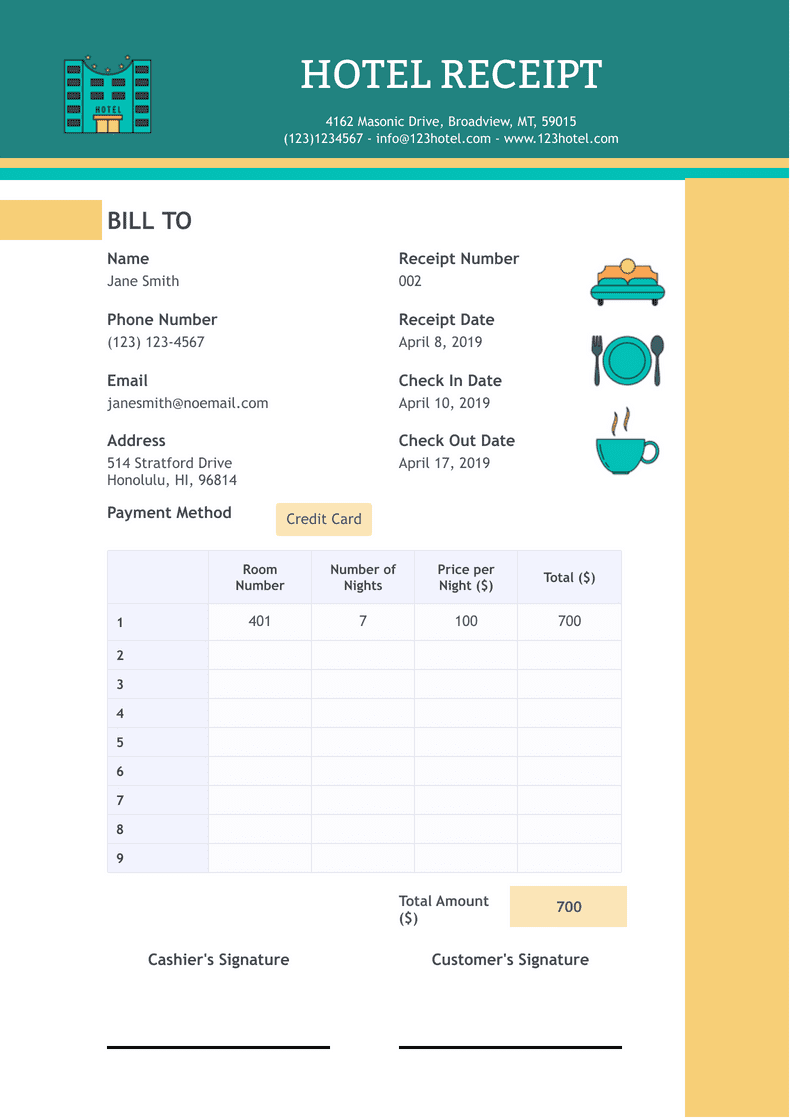 HOTEL
HOTEL RECEIPT
4162 Masonic Drive, Broadview, MT, 59015
(123)1234567 - info@123hotel.com - www.123hotel.com
BILL TO
Name
Jane Smith
Receipt Number
002
Phone Number
(123) 123-4567
Receipt Date
April 8, 2019
Email
janesmith@noemail.com
Check In Date
April 10, 2019
Address
514 Stratford Drive
Honolulu, HI, 96814
Check Out Date
April 17, 2019
Payment Method
Credit Card
Room Number
Number of Nights
Price per Night ($)
Total ($)
1 401 7 100 700
2
3
4
5
6
7
8
9
Total Amount ($)
700
Cashier's Signature
Customer's Signature